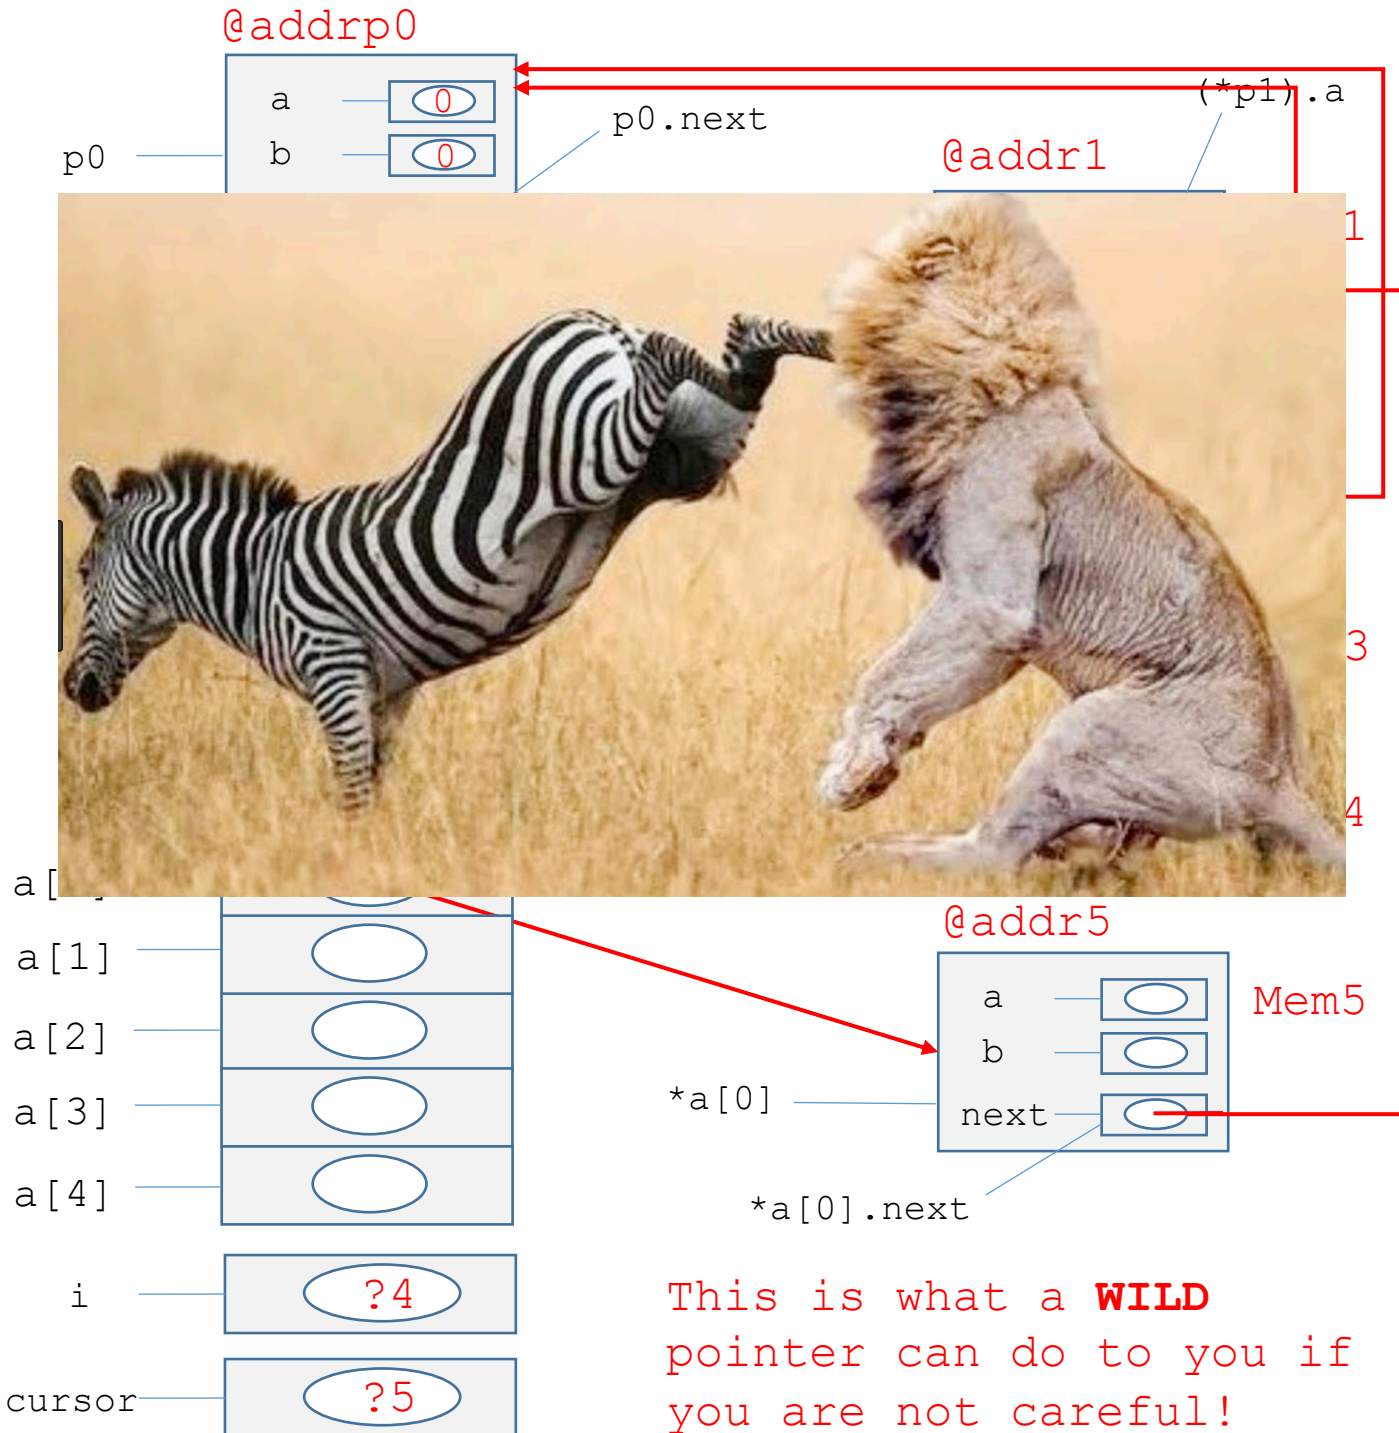 @addrp0
a 0
(*p1).a
p0.next
b 0
p0
@addr1
1
3
4
a[
@addr5
a[1]
a
Mem5
a[2]
b
*a[0]
a[3]
next
a[4]
*a[0].next
i ?4
This is what a WILD
pointer can do to you if
cursor ?5
you are not careful!